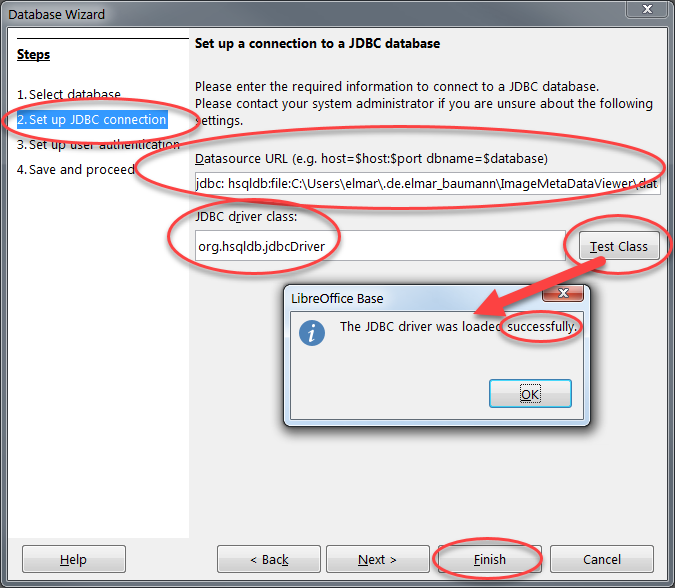 Database Wizard
Steps
1. Select database
2. Set up JDBC connection
3. Set up user authentication
4. Save and proceed
Set up a connection to a JDBC database
Please enter the required information to connect to a JDBC database.
Please contact your system administrator if you are unsure about the following
settings.
Datasource URL (e.g. host=$host:$port dbname=$database)
jdbc: hsqldb:file:C:\Users\elmar\.de.elmar_baumann\ImageMetaDataViewer\dat
JDBC driver class:
org.hsqldb.jdbcDriver
Test Class
LibreOffice Base
The JDBC driver was loaded successfully.
OK
Help
< Back
Next >
Finish
Cancel